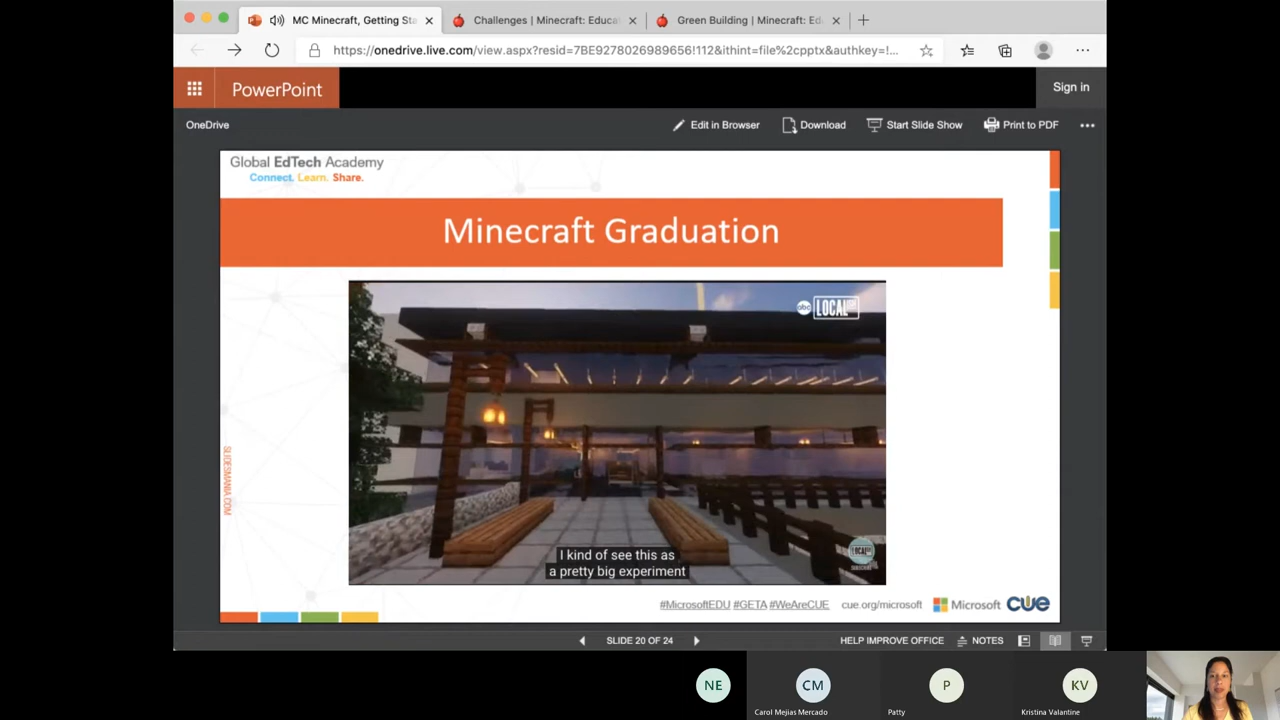 MC Minecraft, Getting Sta
Challenges | Minecraft: Educat
Green Building | Minecraft: Ed
https://onedrive.live.com/view.aspx?resid=7BE9278026989656!112&ithint=file%2cpptx&authkey=!...
PowerPoint
Sign in
OneDrive
Edit in Browser
Download
Start Slide Show
Print to PDF
Global EdTech Academy
Connect. Learn. Share.
Minecraft Graduation
abc LOCAL
I kind of see this as
a pretty big experiment
LOCAL
SLIDESMANIA.COM
#MicrosoftEDU #GETA #WeAreCUE
cue.org/microsoft
Microsoft
CUE
SLIDE 20 OF 24
HELP IMPROVE OFFICE
NOTES
NE
CM
P
KV
Carol Mejias Mercado
Patty
Kristina Valantine